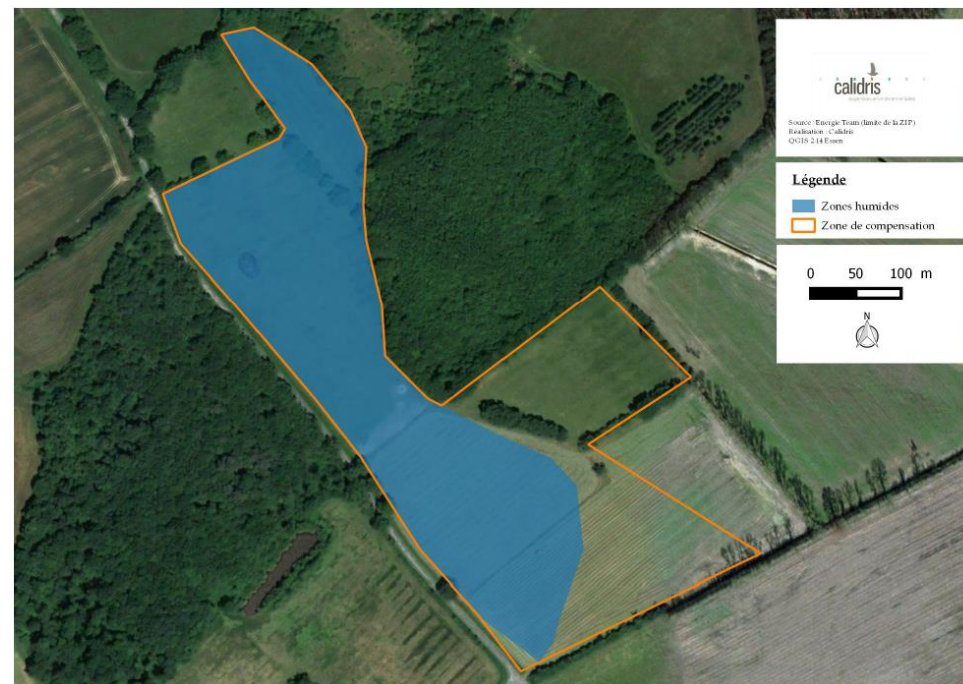 calidris
Source : Energie Team (limite de la ZIP)
Réalisation : Calidris
QGIS 2.14 Essen
Légende
Zones humides
Zone de compensation
0 50 100 m
N